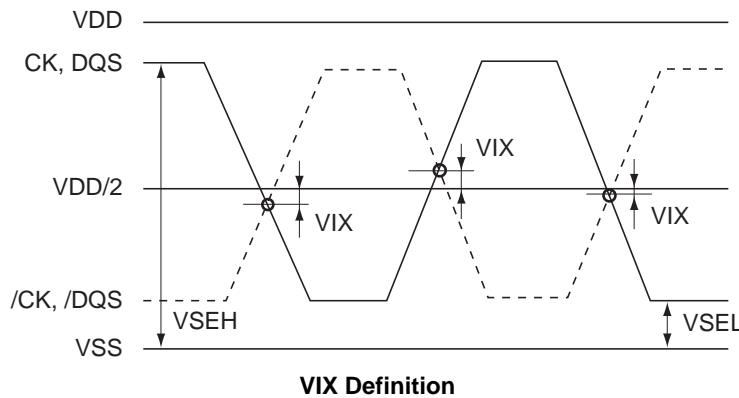 VDD
CK, DQS
VIX
VDD/2
VIX
VIX
/CK, /DQS
VSEH
VSEL
VSS
VIX Definition